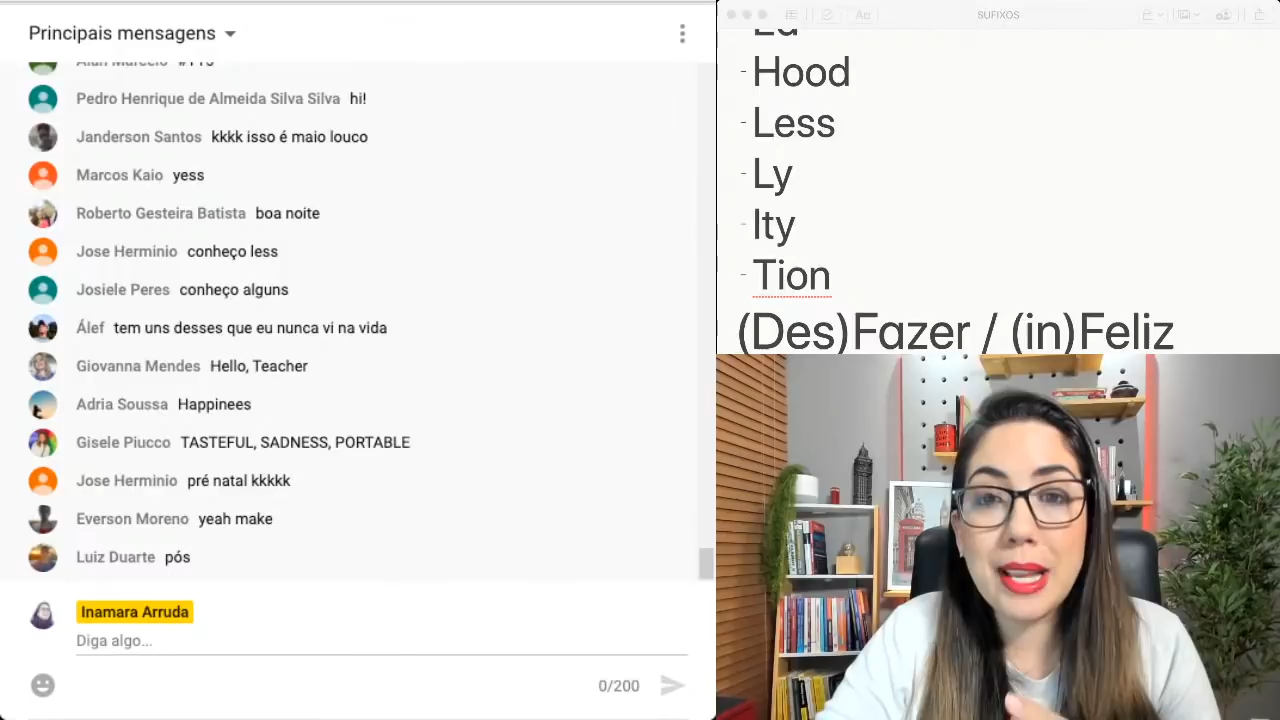 Principais mensagens
Pedro Henrique de Almeida Silva Silva hi!
Janderson Santos kkkk isso é maio louco
Marcos Kaio yess
Roberto Gesteira Batista boa noite
Jose Herminio conheço less
Josiele Peres conheço alguns
Álef tem uns desses que eu nunca vi na vida
Giovanna Mendes Hello, Teacher
Adria Soussa Happinees
Gisele Piucco TASTEFUL, SADNESS, PORTABLE
Jose Herminio pré natal kkkkk
Everson Moreno yeah make
Luiz Duarte pós
Inamara Arruda
Diga algo...
0/200
Aa
SUFIXOS
- Hood
- Less
- Ly
- Ity
- Tion
(Des)Fazer / (in)Feliz